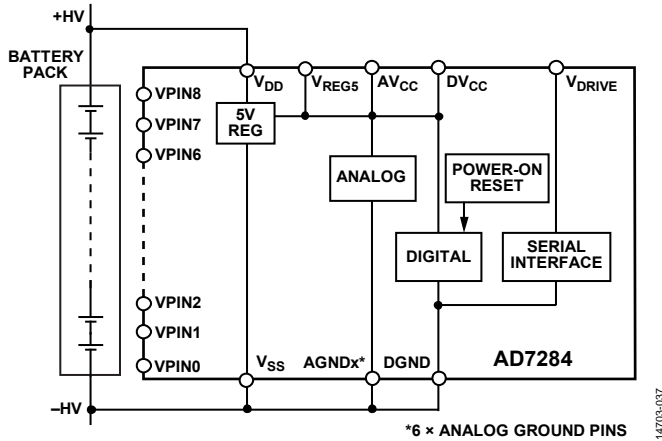 +HV
BATTERY
PACK
VDD
VREG5
AVCC
DVCC
VDRIVE
VPIN8
VPIN7
VPIN6
5V
REG
ANALOG
POWER-ON
RESET
DIGITAL
SERIAL
INTERFACE
VPIN2
VPIN1
VPIN0
VSS
AGNDx*
DGND
AD7284
–HV
*6 × ANALOG GROUND PINS
14703-037